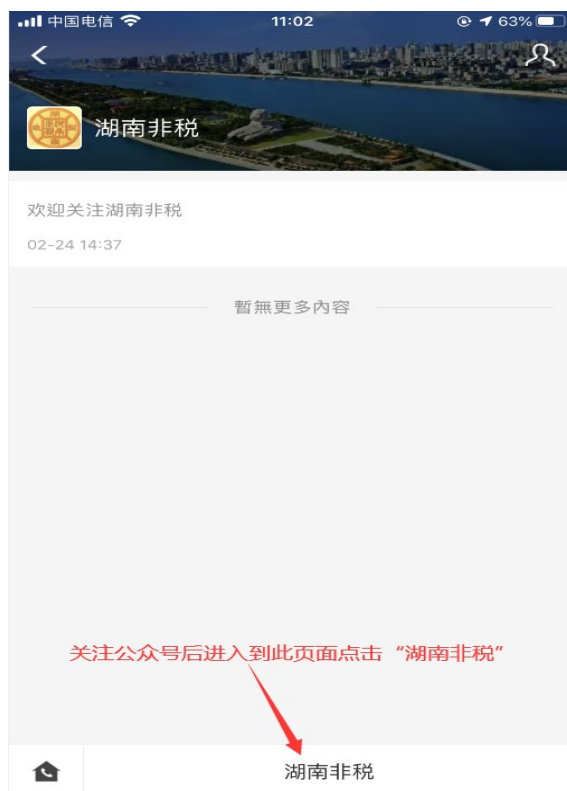 中国电信 11:02 63%
湖南非税
欢迎关注湖南非税
02-24 14:37
暫無更多內容
关注公众号后进入到此页面点击“湖南非税”
湖南非税